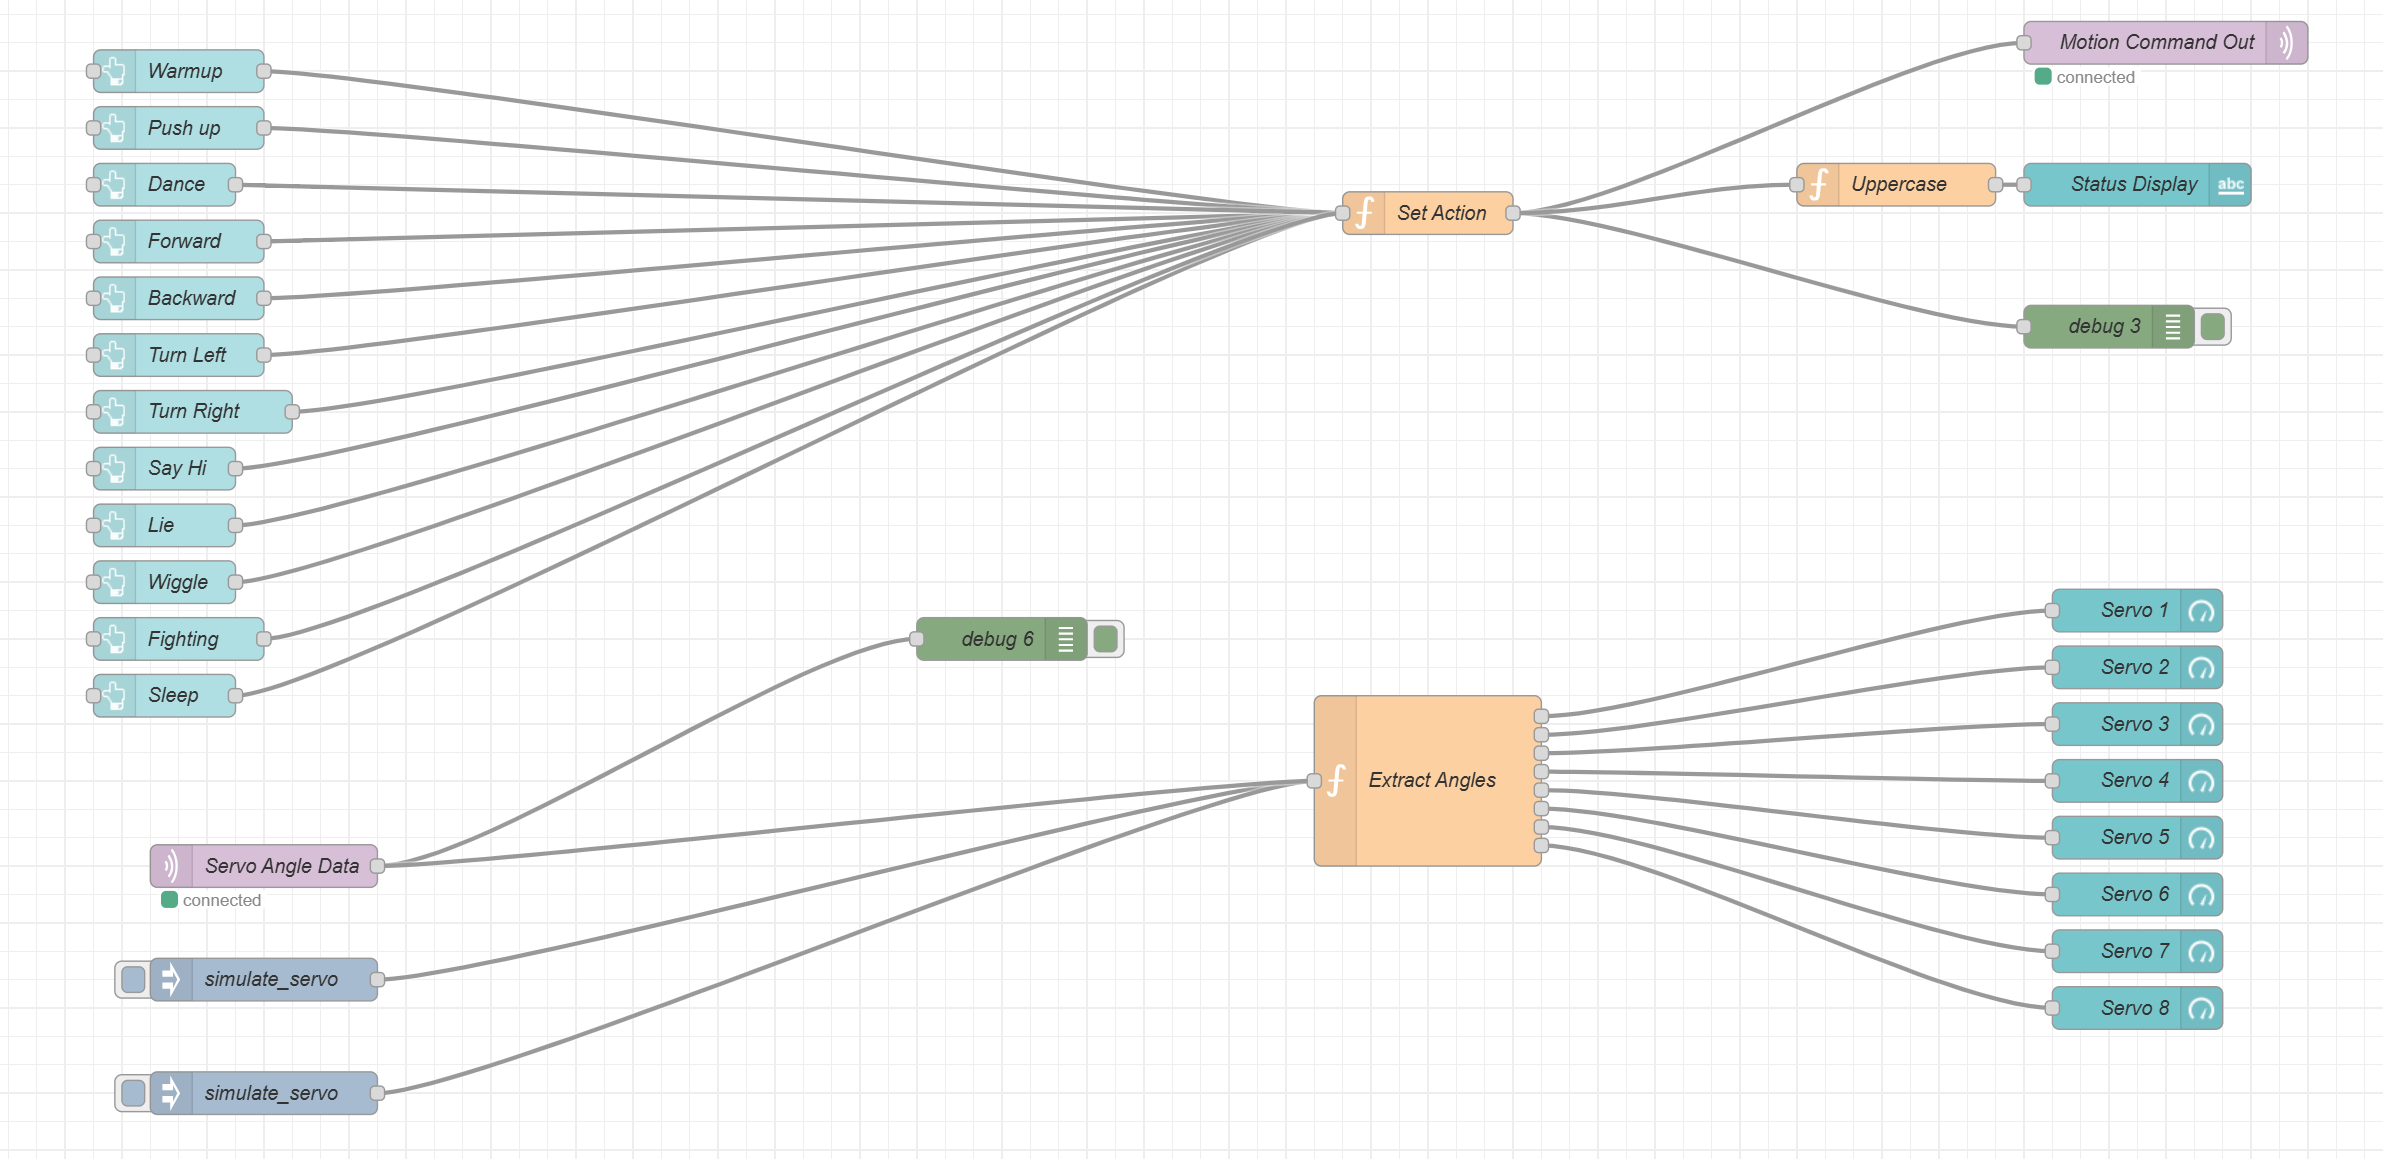 Warmup
Push up
Dance
Forward
Backward
Turn Left
Turn Right
Say Hi
Lie
Wiggle
Fighting
Sleep
Set Action
Motion Command Out
connected
Uppercase
Status Display
abc
debug 3
debug 6
Servo Angle Data
connected
simulate_servo
simulate_servo
Extract Angles
Servo 1
Servo 2
Servo 3
Servo 4
Servo 5
Servo 6
Servo 7
Servo 8